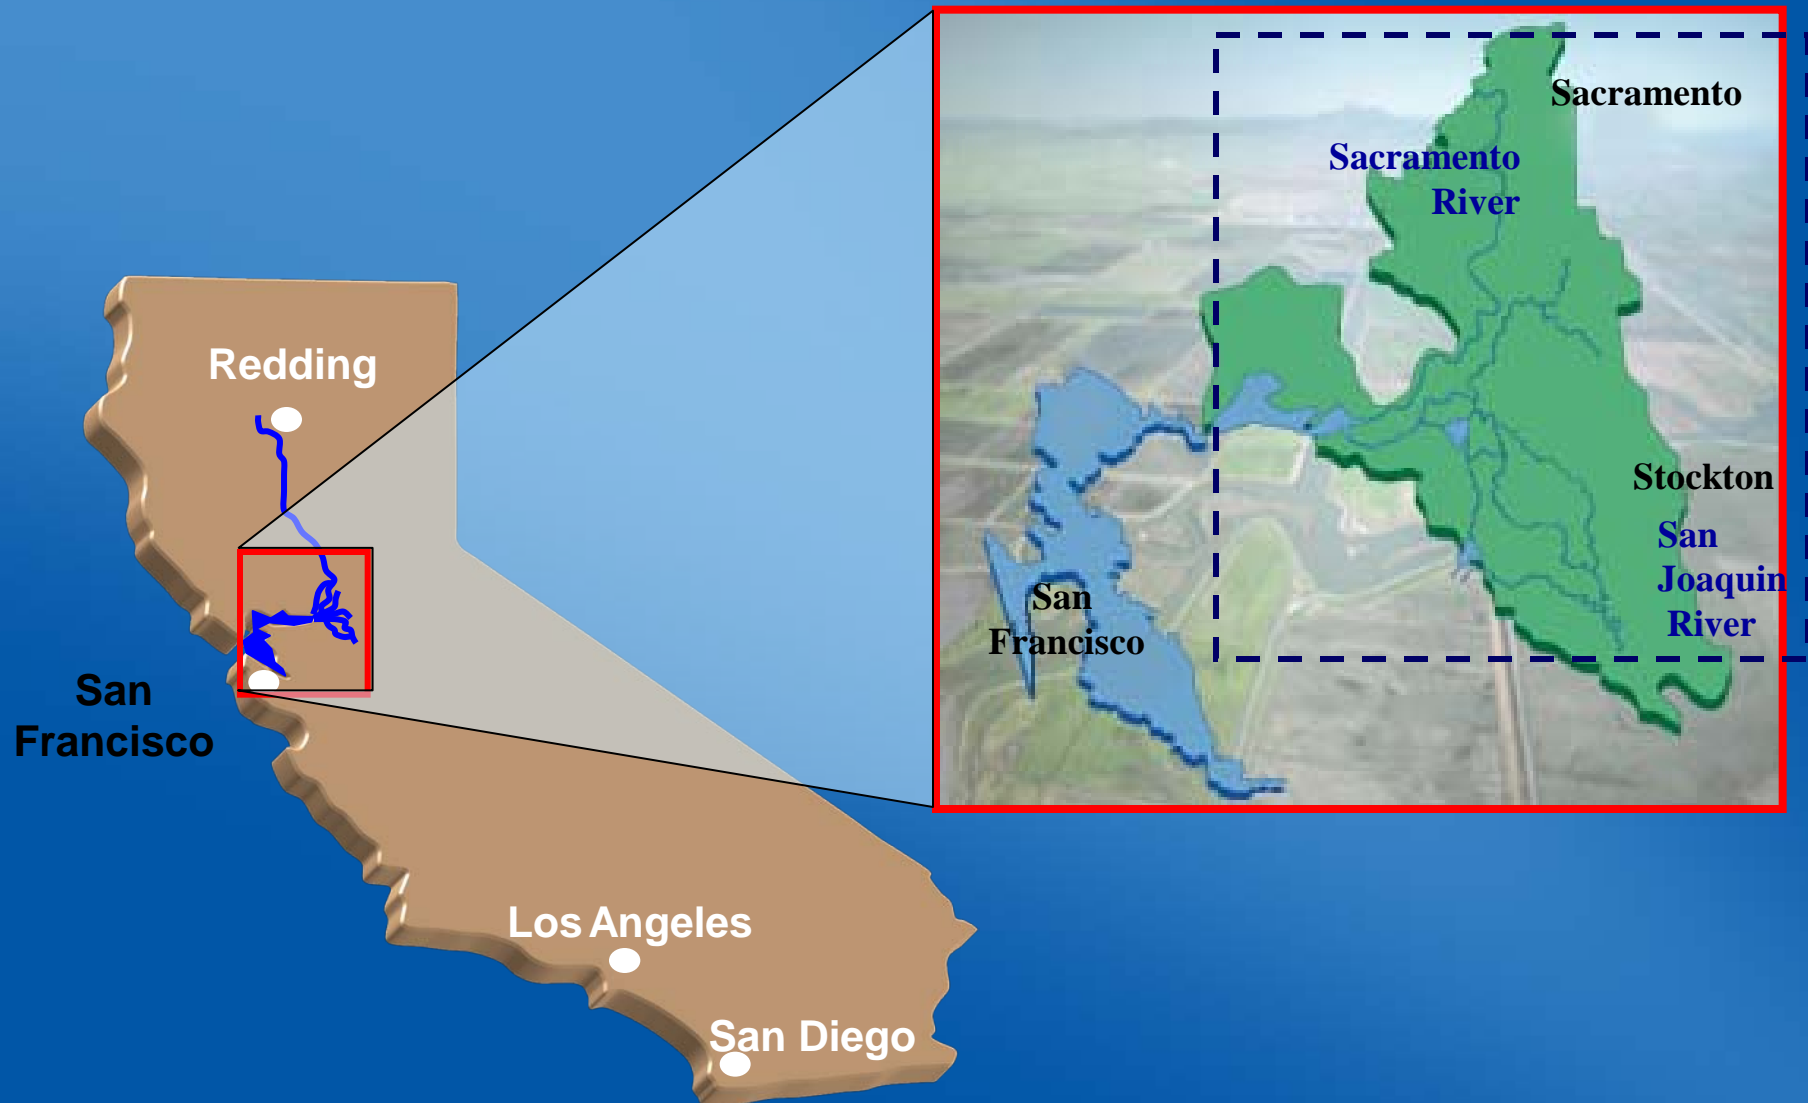 Redding
San
Francisco
Los Angeles
San Diego
Sacramento
Sacramento
River
Stockton
San
Joaquin
River
San
Francisco